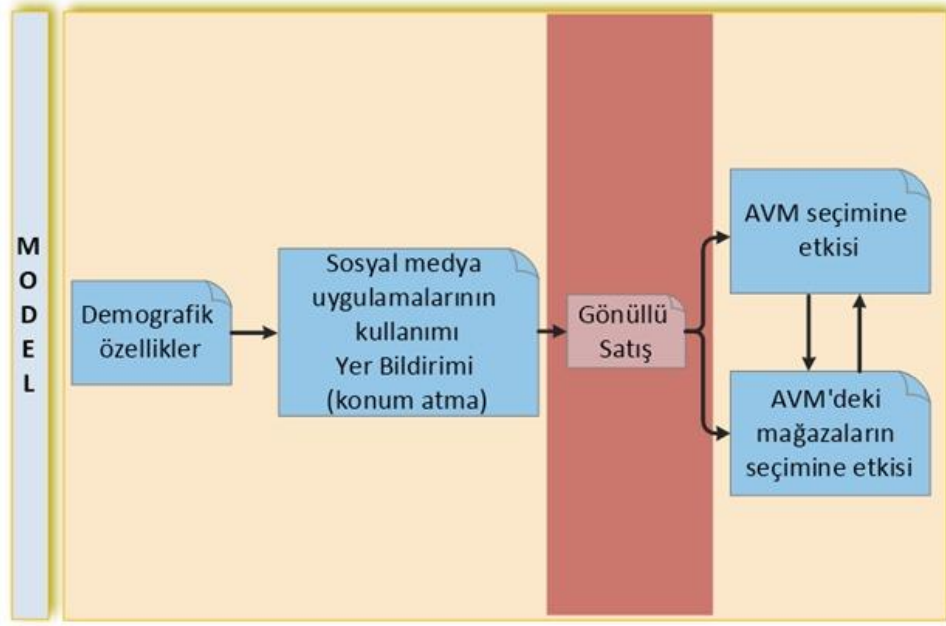 MODEL
Demografik
özellikler
Sosyal medya
uygulamalarının
kullanımı
Yer Bildirimi
(konum atma)
Gönüllü
Satış
AVM seçimine
etkisi
AVM'deki
mağazaların
seçimine etkisi